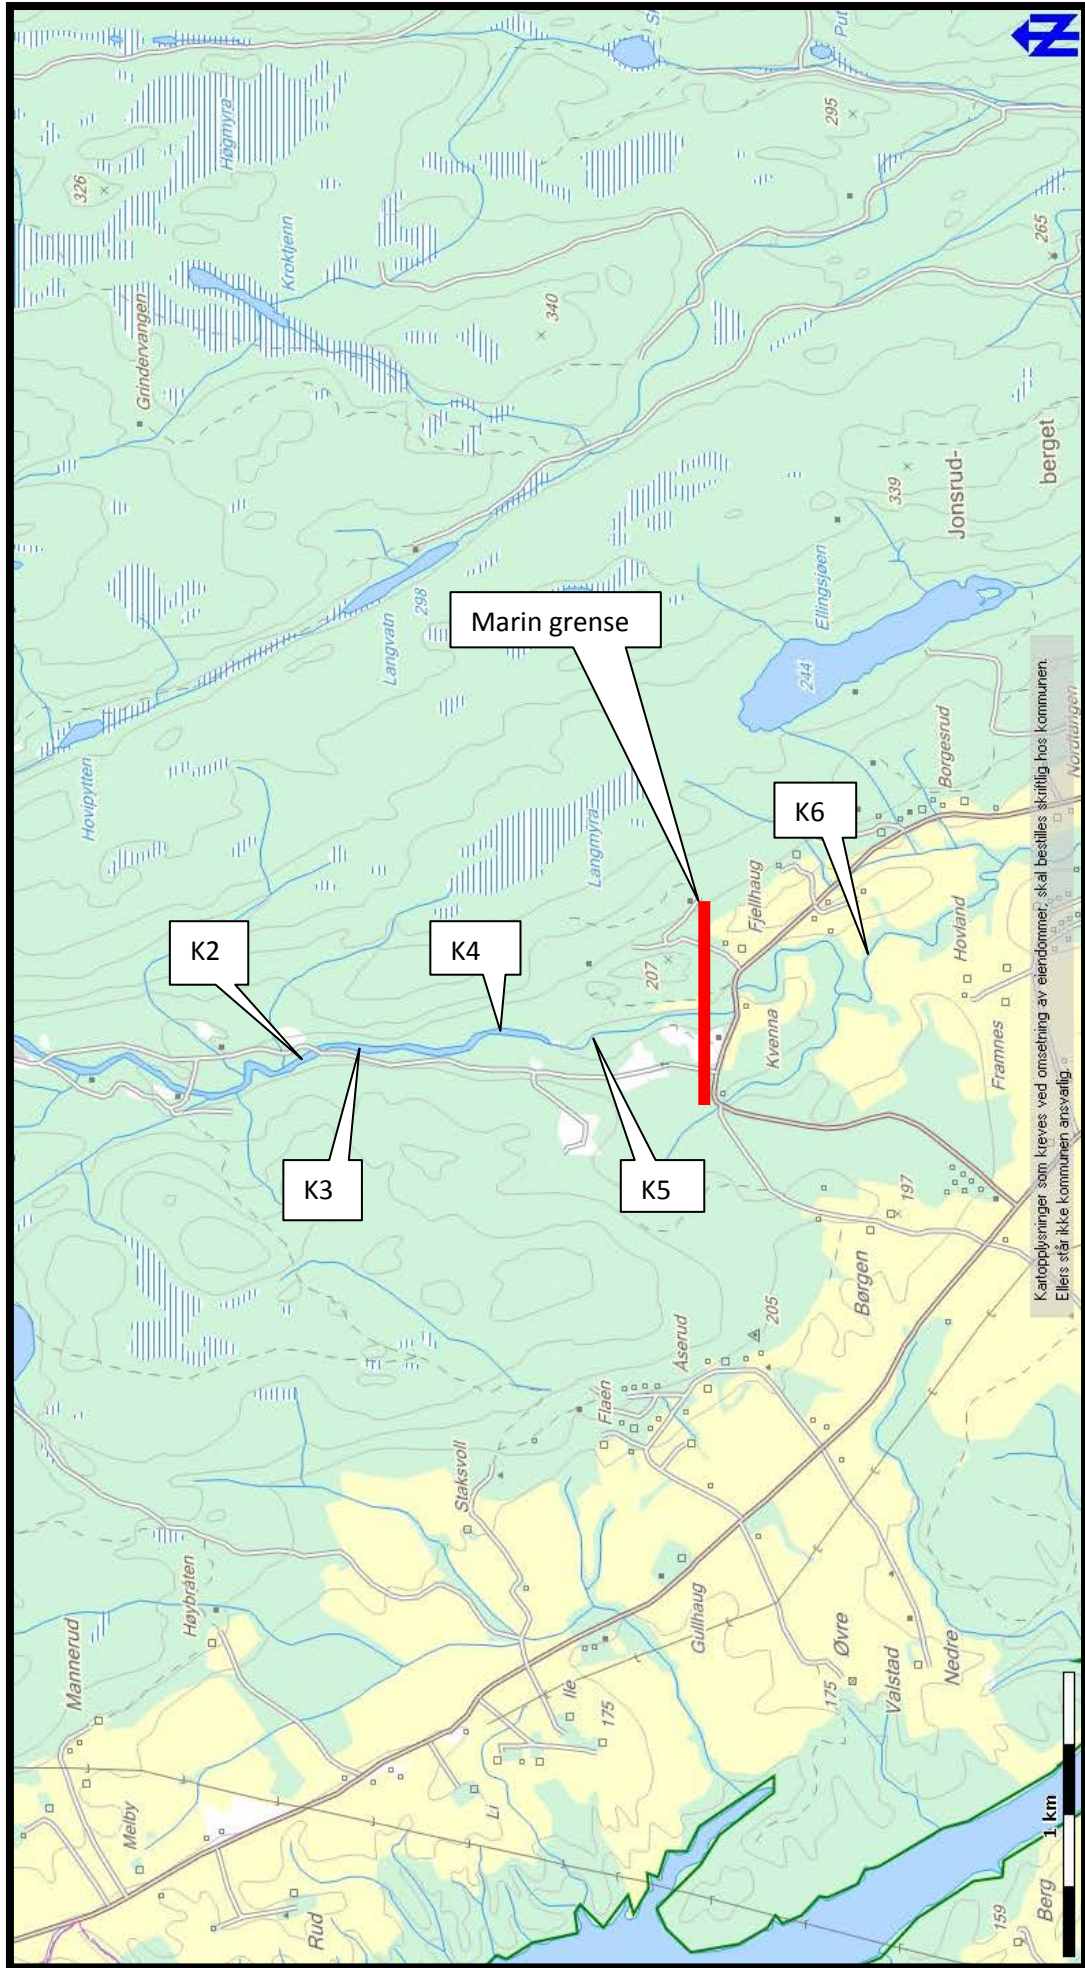 326
Høgmyra
Kroktjenn
Grindervangen
340
295
265
Put
S
339
Jonsrud-
berget
Ellingsjøen
244
Langvatn
298
Hovipytten
Langmyra
Marin grense
K2
K4
K6
K3
K5
207
Fjellhaug
Kvenna
Borgesrud
Hovland
Framnes
Nordtangen
197
Børgen
205
Åserud
Flaen
Staksvoll
Høybråten
Mannerud
Melby
Rud
Li
Ile
175
Gullhaug
Øvre
175
Valstad
Nedre
159
Berg
1 km
N
Kartopplysninger som kreves ved omsetning av eiendommer, skal bestilles skriftlig hos kommunen.
Ellers står ikke kommunen ansvarlig.